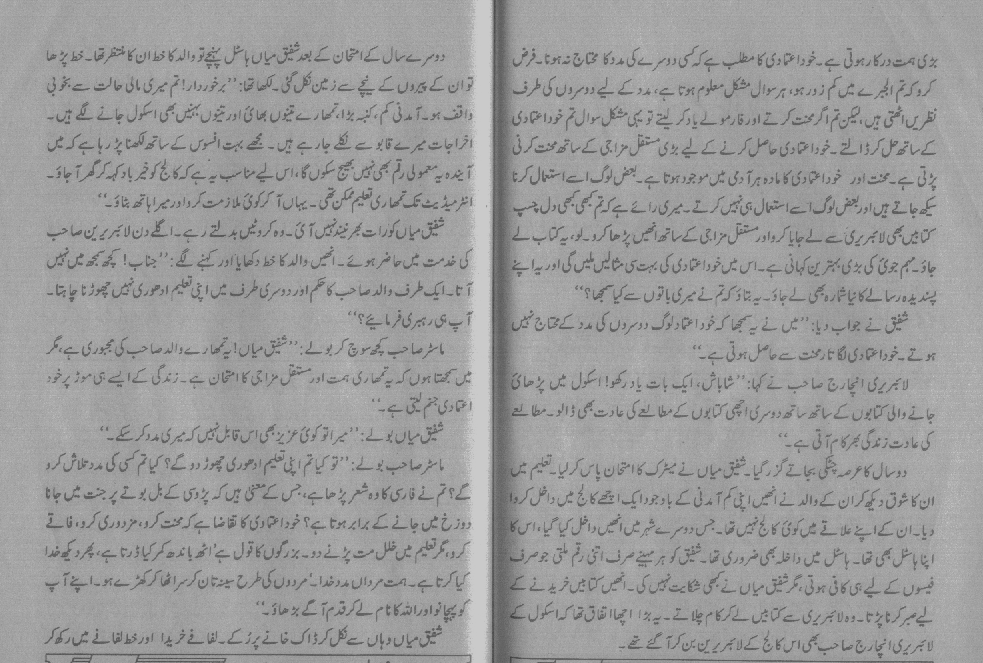 بڑی ہمت درکار ہوتی ہے۔ خود اعتمادی کا مطلب ہے کہ کسی دوسرے کی مدد کا محتاج نہ ہونا۔ فرض
کرو کہ تم الجبرے میں کم زور ہو، ہر سوال مشکل معلوم ہوتا ہے، مدد کے لیے دوسروں کی طرف
نظریں اٹھتی ہیں، لیکن تم اگر محنت کرتے اور فارمولے یاد کر لیتے تو یہی مشکل سوال تم خود اعتمادی
کے ساتھ حل کر ڈالتے۔ خود اعتمادی حاصل کرنے کے لیے بڑی مستقل مزاجی کے ساتھ محنت کرنی
پڑتی ہے۔ محنت اور خود اعتمادی کا مادہ ہر آدمی میں موجود ہوتا ہے۔ بعض لوگ اسے استعمال کرنا
سیکھ جاتے ہیں اور بعض لوگ اسے استعمال ہی نہیں کرتے۔ میری رائے ہے کہ تم کبھی کبھی دل چسپ
کتابیں بھی لائبریری سے لے جایا کرو اور مستقل مزاجی کے ساتھ انھیں پڑھا کرو۔ لو، یہ کتاب لے
جاؤ۔ مہم جوئی کی بڑی بہترین کہانی ہے۔ اس میں خود اعتمادی کی بہت سی مثالیں ملیں گی اور یہ اپنے
پسندیدہ رسالے کا نیا شمارہ بھی لے جاؤ۔ یہ بتاؤ کہ تم نے میری باتوں سے کیا سمجھا؟''
شفیق نے جواب دیا: ''میں نے یہ سمجھا کہ خود اعتماد لوگ دوسروں کی مدد کے محتاج نہیں
ہوتے۔ خود اعتمادی لگاتار محنت سے حاصل ہوتی ہے۔''
لائبریری انچارج صاحب نے کہا: ''شاباش، ایک بات یاد رکھو! اسکول میں پڑھائی
جانے والی کتابوں کے ساتھ ساتھ دوسری اچھی کتابوں کے مطالعے کی عادت بھی ڈالو۔ مطالعے
کی عادت زندگی بھر کام آتی ہے۔''
دو سال کا عرصہ چٹکی بجاتے گزر گیا۔ شفیق میاں نے میٹرک کا امتحان پاس کر لیا۔ تعلیم میں
ان کا شوق دیکھ کر ان کے والد نے انھیں اپنی کم آمدنی کے باوجود ایک اچھے کالج میں داخل کروا
دیا۔ ان کے اپنے علاقے میں کوئی کالج نہیں تھا۔ جس دوسرے شہر میں انھیں داخل کیا گیا، اس کا
اپنا ہاسٹل بھی تھا۔ ہاسٹل میں داخلہ بھی ضروری تھا۔ شفیق کو ہر مہینے صرف اتنی رقم ملتی جو صرف
فیسوں کے لیے ہی کافی ہوتی، مگر شفیق میاں نے کبھی شکایت نہیں کی۔ انھیں کتابیں خریدنے کے
لیے صبر کرنا پڑتا۔ وہ لائبریری سے کتابیں لے کر کام چلاتے۔ یہ بڑا اچھا اتفاق تھا کہ اسکول کے
لائبریری انچارج صاحب بھی اس کالج کے لائبریرین بن کر آ گئے تھے۔
دوسرے سال کے امتحان کے بعد شفیق میاں ہاسٹل پہنچے تو والد کا خط ان کا منتظر تھا۔ خط پڑھا
تو ان کے پیروں کے نیچے سے زمین نکل گئی۔ لکھا تھا: ''برخوردار! تم میری مالی حالت سے بخوبی
واقف ہو۔ آمدنی کم، کنبہ بڑا، تمھارے تینوں بھائی اور تینوں بہنیں بھی اسکول جانے لگے ہیں۔
اخراجات میرے قابو سے نکلے جا رہے ہیں۔ مجھے بہت افسوس کے ساتھ لکھنا پڑ رہا ہے کہ میں
آیندہ یہ معمولی رقم بھی نہیں بھیج سکوں گا، اس لیے مناسب یہ ہے کہ کالج کو خیر باد کہہ کر گھر آ جاؤ۔
انٹرمیڈیٹ تک تمھاری تعلیم ممکن تھی۔ یہاں آ کر کوئی ملازمت کرو اور میرا ہاتھ بٹاؤ۔''
شفیق میاں کو رات بھر نیند نہیں آئی۔ وہ کروٹیں بدلتے رہے۔ اگلے دن لائبریرین صاحب
کی خدمت میں حاضر ہوئے۔ انھیں والد کا خط دکھایا اور کہنے لگے: ''جناب! کچھ سمجھ میں نہیں
آتا۔ ایک طرف والد صاحب کا حکم اور دوسری طرف میں اپنی تعلیم ادھوری نہیں چھوڑنا چاہتا۔
آپ ہی رہبری فرمایئے؟''
ماسٹر صاحب کچھ سوچ کر بولے: ''شفیق میاں! یہ تمھارے والد صاحب کی مجبوری ہے، مگر
میں سمجھتا ہوں کہ یہ تمھاری ہمت اور مستقل مزاجی کا امتحان ہے۔ زندگی کے ایسے ہی موڑ پر خود
اعتمادی جنم لیتی ہے۔''
شفیق میاں بولے: ''میرا تو کوئی عزیز بھی اس قابل نہیں کہ میری مدد کر سکے۔''
ماسٹر صاحب بولے: ''تو کیا تم اپنی تعلیم ادھوری چھوڑ دو گے؟ کیا تم کسی کی مدد تلاش کرو
گے؟ تم نے فارسی کا وہ شعر پڑھا ہے، جس کے معنی ہیں کہ پڑوسی کے بل بوتے پر جنت میں جانا
دوزخ میں جانے کے برابر ہوتا ہے؟ خود اعتمادی کا تقاضا ہے کہ محنت کرو، مزدوری کرو، فاقے
کرو، مگر تعلیم میں خلل مت پڑنے دو۔ بزرگوں کا قول ہے 'اٹھ باندھ کمر کیا ڈرتا ہے، پھر دیکھ خدا
کیا کرتا ہے۔ ہمت مرداں مدد خدا۔' مردوں کی طرح سینہ تان کر سر اٹھا کر کھڑے ہو۔ اپنے آپ
کو پہچانو اور اللہ کا نام لے کر قدم آگے بڑھاؤ۔''
شفیق میاں وہاں سے نکل کر ڈاک خانے پر رُکے۔ لفافے خریدا اور خط لفافے میں رکھ کر